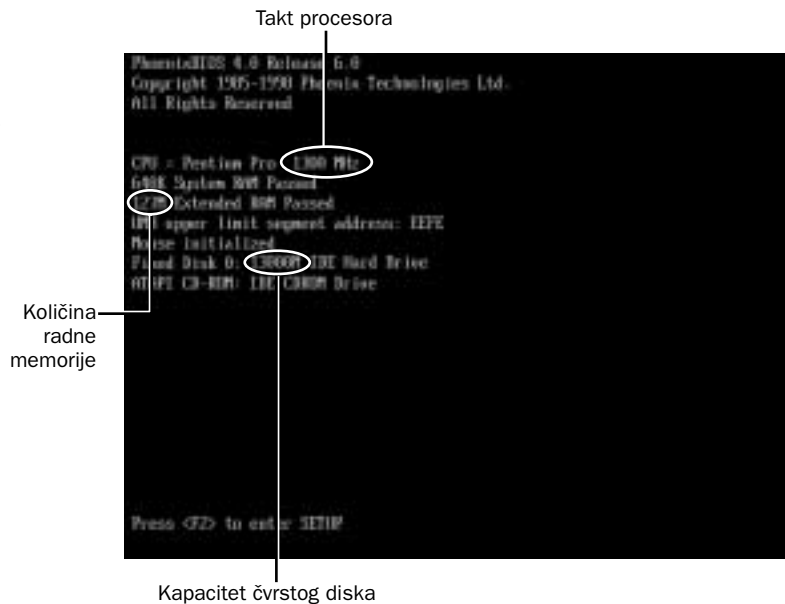 Takt procesora
PhoenixBIOS 4.0 Release 6.0
Copyright 1985-1998 Phoenix Technologies Ltd.
All Rights Reserved
CPU = Pentium Pro 1300 MHz
640K System RAM Passed
127M Extended RAM Passed
UMB upper limit segment address: EEFE
Mouse initialized
Fixed Disk 0: 13000M IDE Hard Drive
ATAPI CD-ROM: IDE CDROM Drive
Količina
radne
memorije
Press <F2> to enter SETUP
Kapacitet čvrstog diska